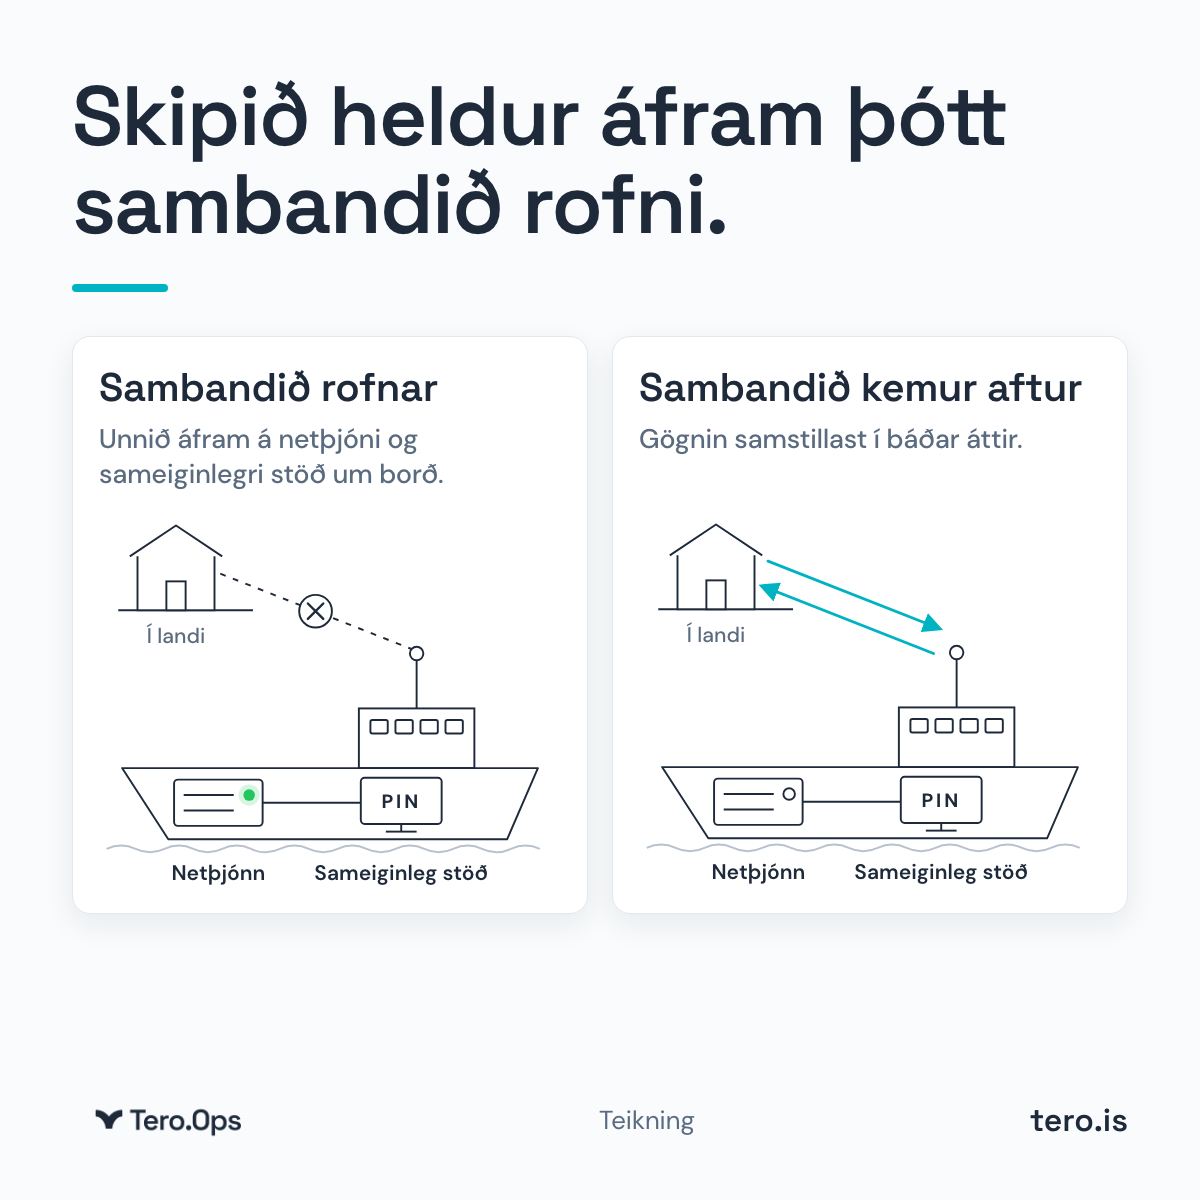 Skipið heldur áfram þótt
sambandið rofni.
Sambandið rofnar
Unnið áfram á netþjóni og
sameiginlegri stöð um borð.
Í landi
PIN
Netþjónn
Sameiginleg stöð
Sambandið kemur aftur
Gögnin samstillast í báðar áttir.
Í landi
PIN
Netþjónn
Sameiginleg stöð
Tero.Ops
Teikning
tero.is